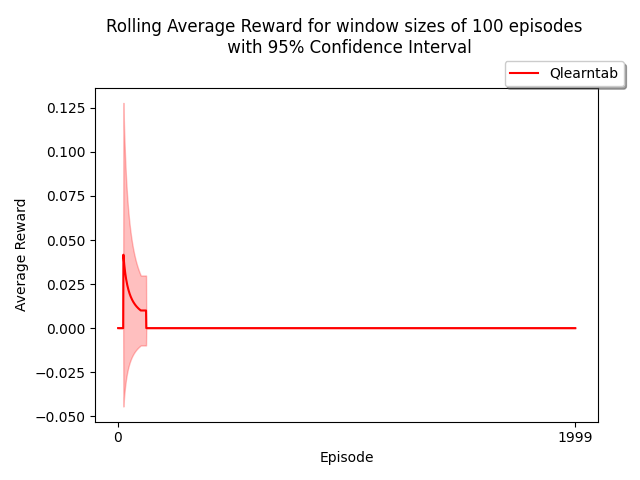 Rolling Average Reward for window sizes of 100 episodes
with 95% Confidence Interval
Qlearntab
Average Reward
0.125
0.100
0.075
0.050
0.025
0.000
−0.025
−0.050
0
1999
Episode